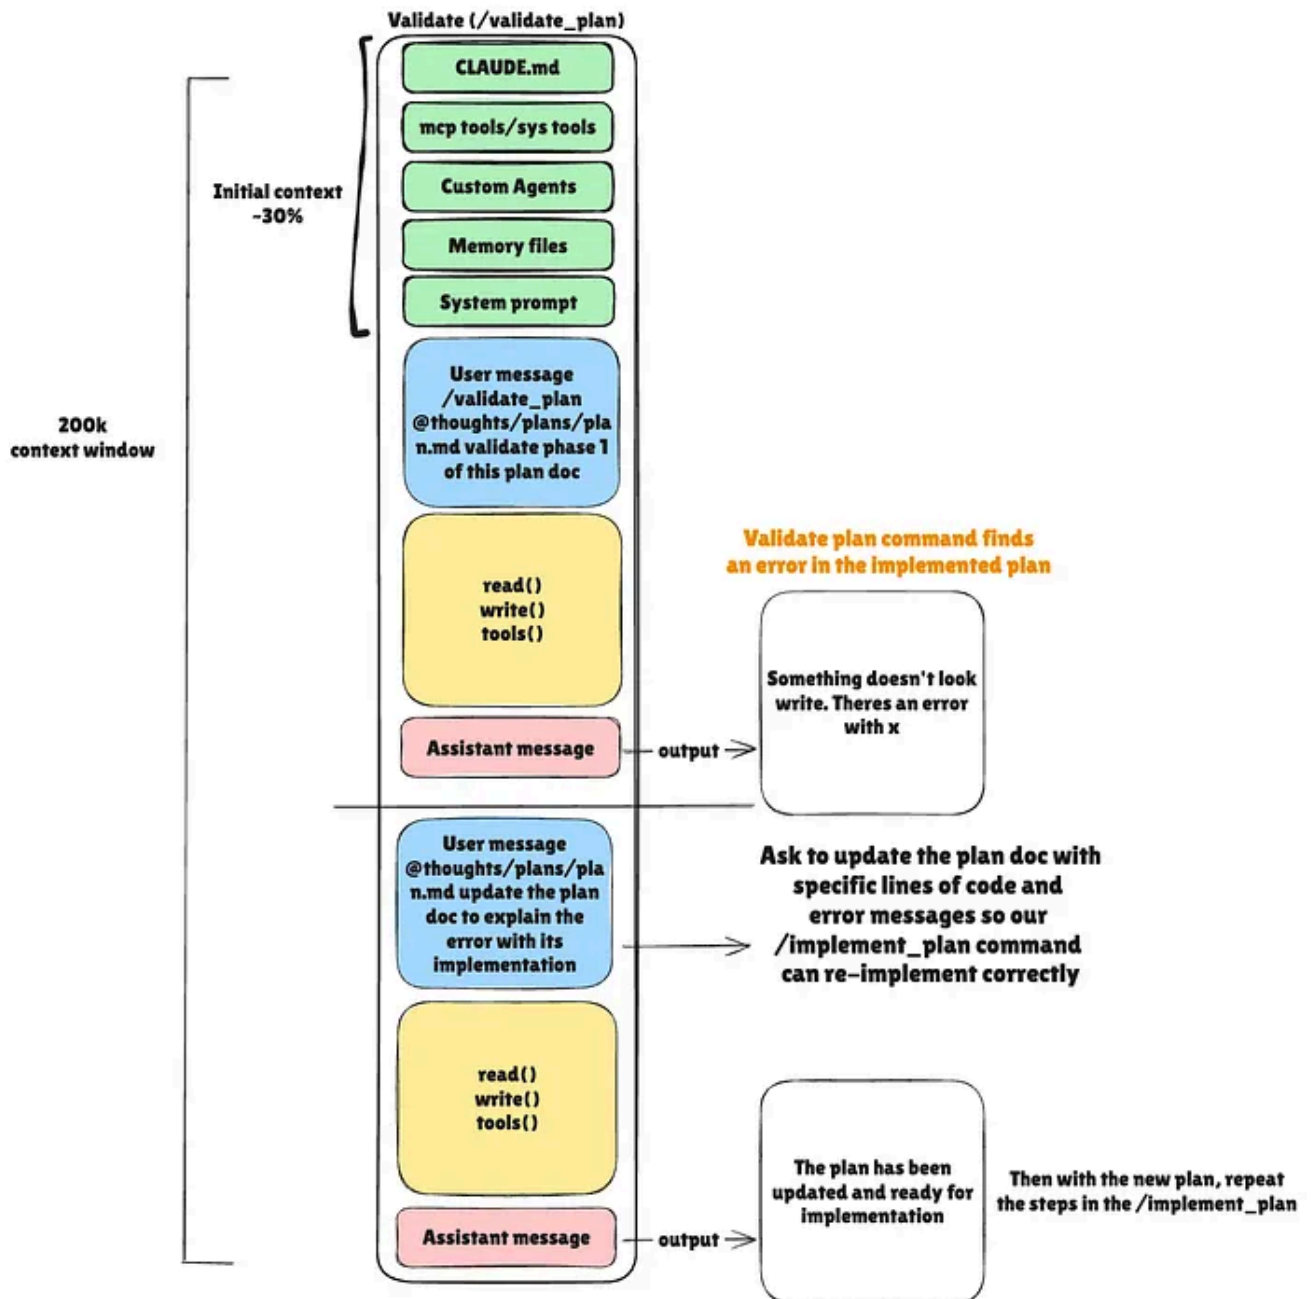 Validate (/validate_plan)
CLAUDE.md
mcp tools/sys tools
Custom Agents
Memory files
System prompt
Initial context
~30%
200k
context window
User message
/validate_plan
@thoughts/plans/pla
n.md validate phase 1
of this plan doc
read()
write()
tools()
Assistant message
output
Validate plan command finds
an error in the implemented plan
Something doesn't look
write. Theres an error
with x
User message
@thoughts/plans/pla
n.md update the plan
doc to explain the
error with its
implementation
Ask to update the plan doc with
specific lines of code and
error messages so our
/implement_plan command
can re-implement correctly
read()
write()
tools()
Assistant message
output
The plan has been
updated and ready for
implementation
Then with the new plan, repeat
the steps in the /implement_plan